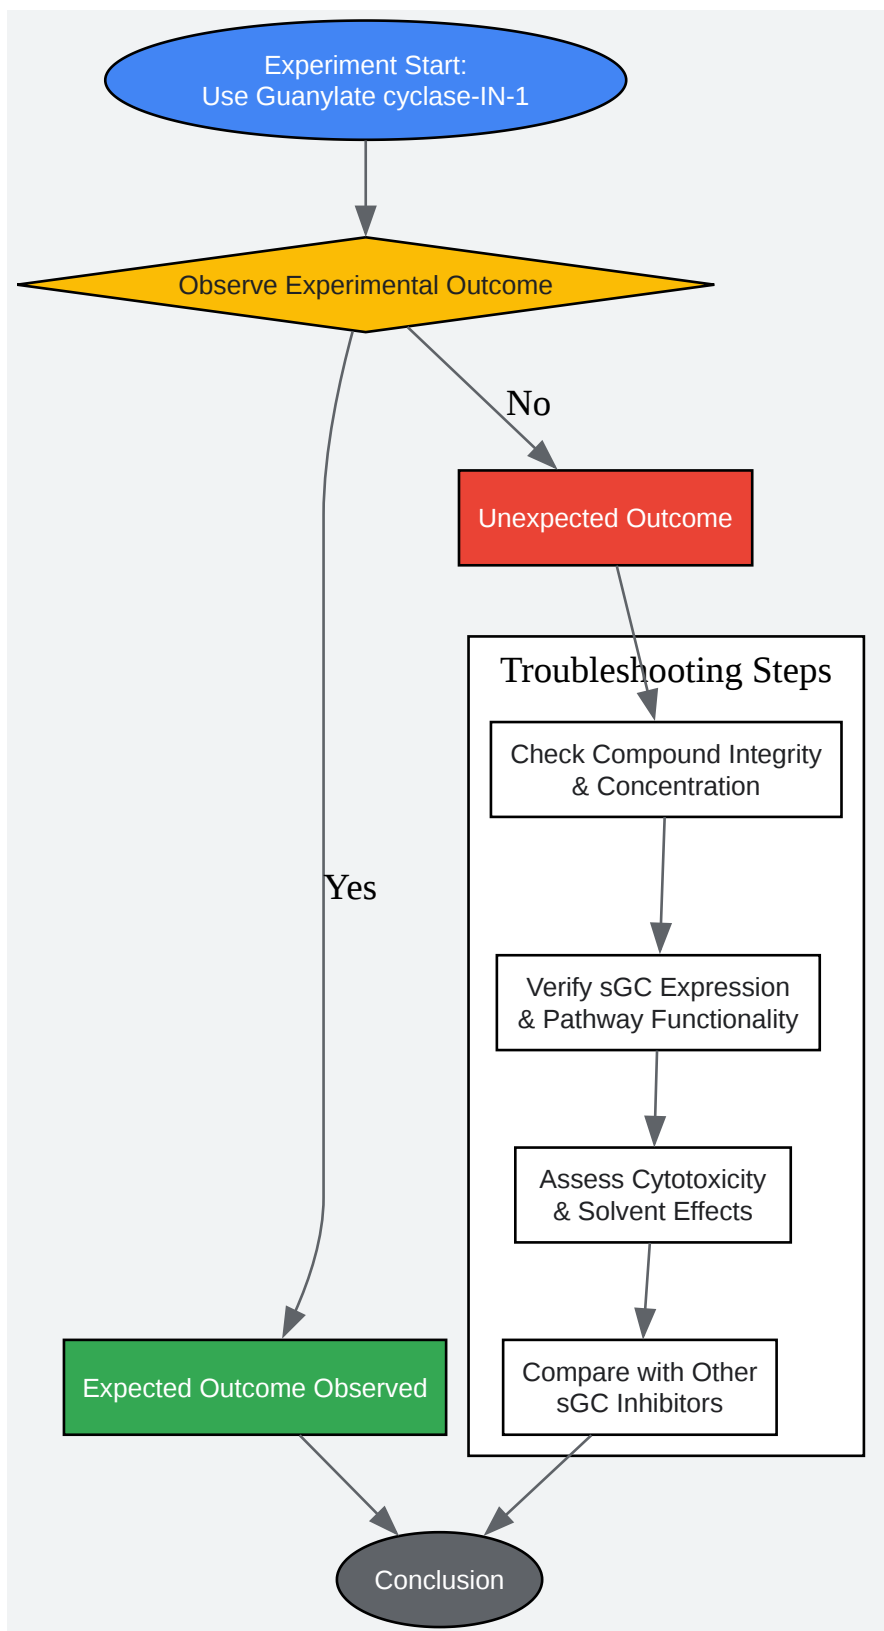 Experiment Start:
Use Guanylate cyclase-IN-1
Observe Experimental Outcome
No
Unexpected Outcome
Troubleshooting Steps
Check Compound Integrity
& Concentration
Yes
Verify sGC Expression
& Pathway Functionality
Assess Cytotoxicity
& Solvent Effects
Expected Outcome Observed
Compare with Other
sGC Inhibitors
Conclusion